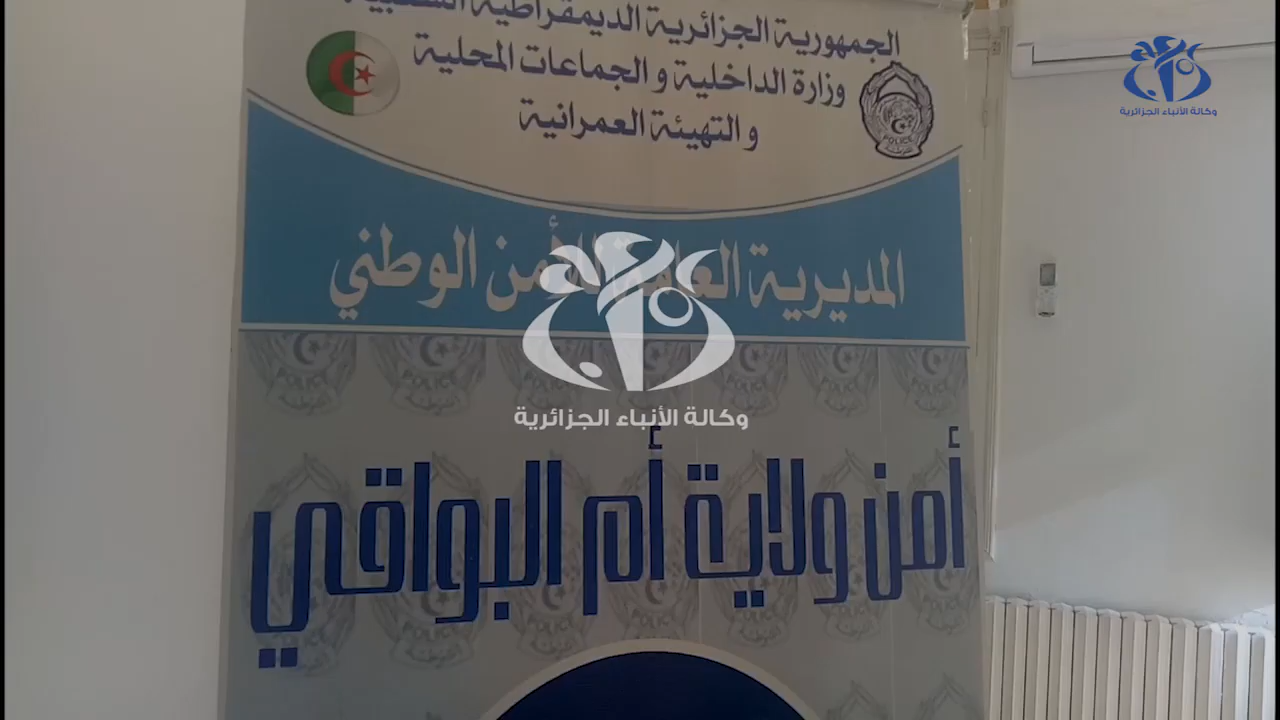 الجمهورية الجزائرية الديمقراطية الشعبية
وزارة الداخلية و الجماعات المحلية
و التهيئة العمرانية
POLICE
المديرية العامة للأمن الوطني
أمن ولاية أم البواقي
وكالة الأنباء الجزائرية
وكالة الأنباء الجزائرية